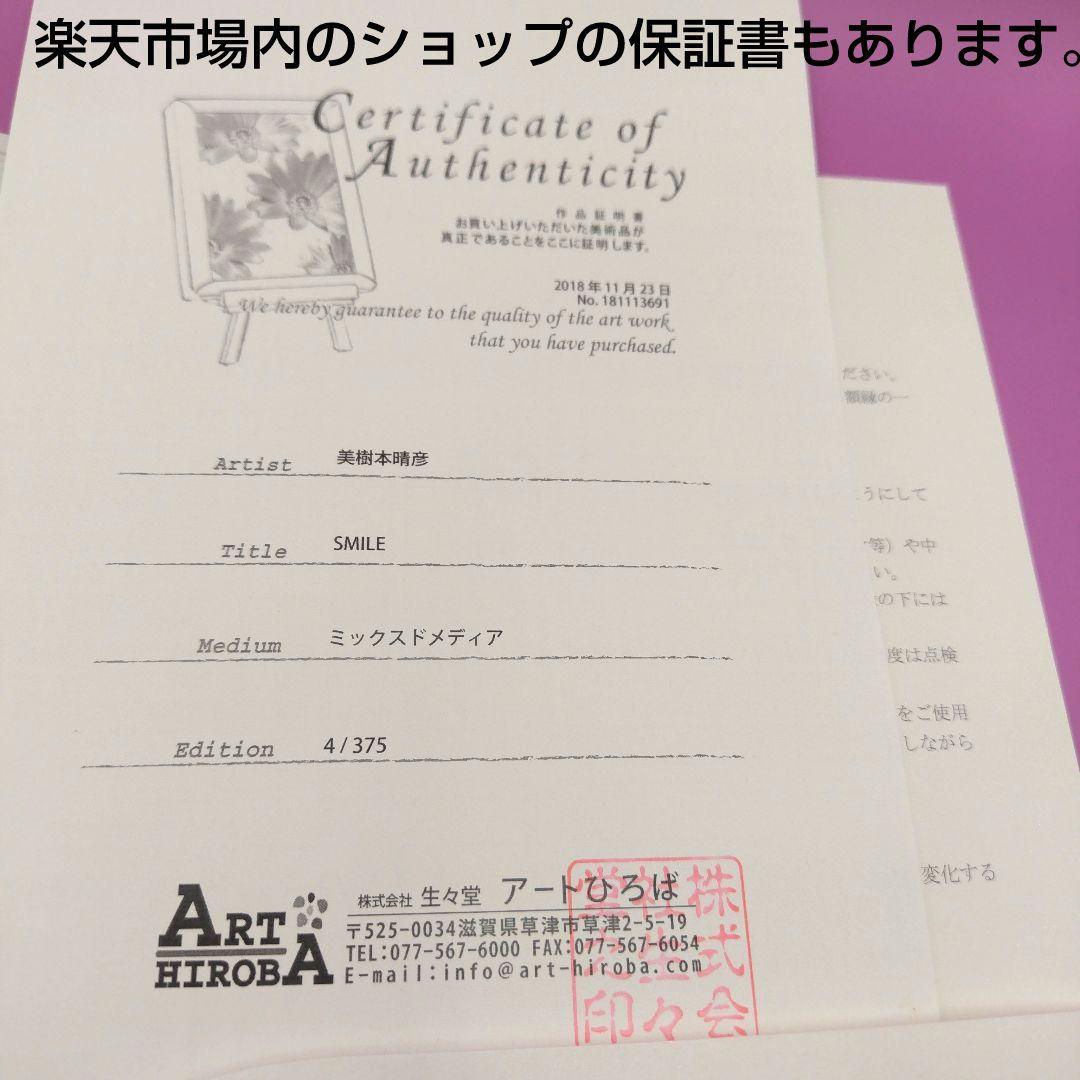 楽天市場内のショップの保証書もあります。
Certificate of
Authenticity
作品証明書
お買い上げいただいた美術品が
真正であることをここに証明します。
2018年11月23日
No. 181113691
We hereby guarantee to the quality of the art work
that you have purchased.
Artist 美樹本晴彦
Title SMILE
Medium ミックスドメディア
Edition 4 / 375
ART HIROBA
株式会社 生々堂 アートひろば
〒525-0034滋賀県草津市草津2-5-19
TEL:077-567-6000 FAX:077-567-6054
E-mail:info@art-hiroba.com
株式会
社生々
印
ださい。
額縁の一
うにして
等）や中
い。
の下には
度は点検
をご使用
しながら
変化する